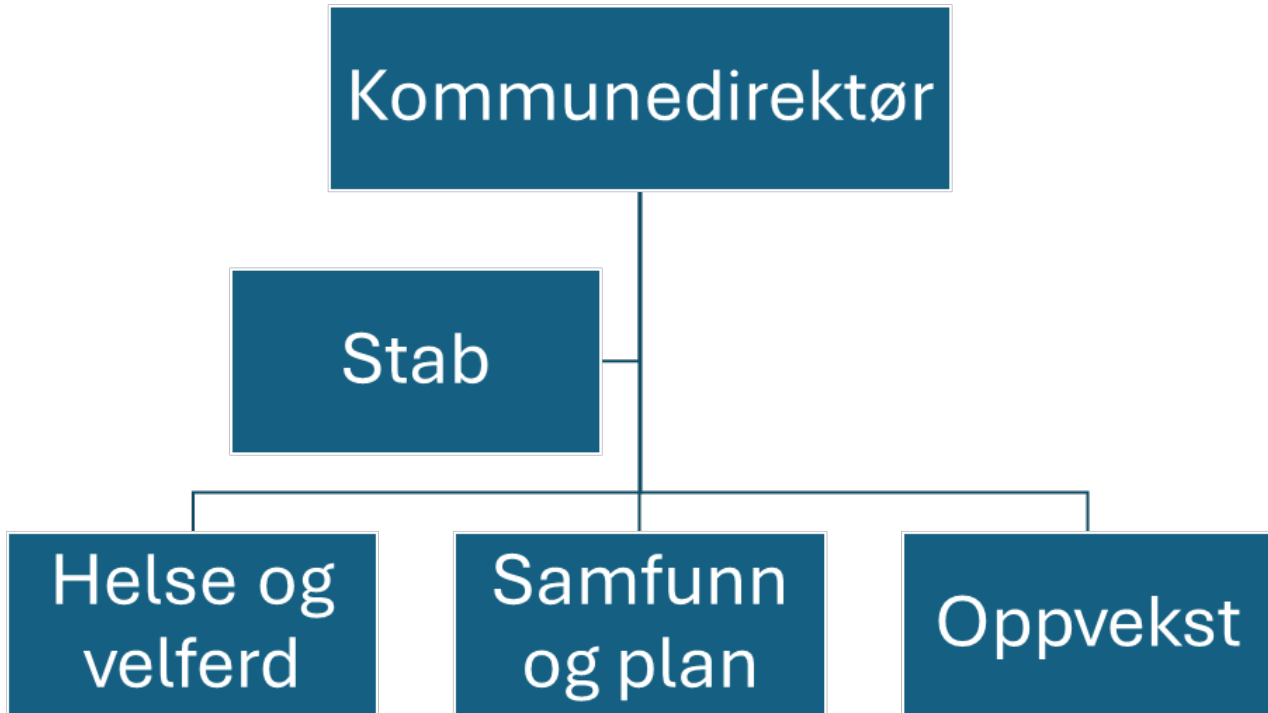 Kommunedirektør
Stab
Helse og
velferd
Samfunn
og plan
Oppvekst